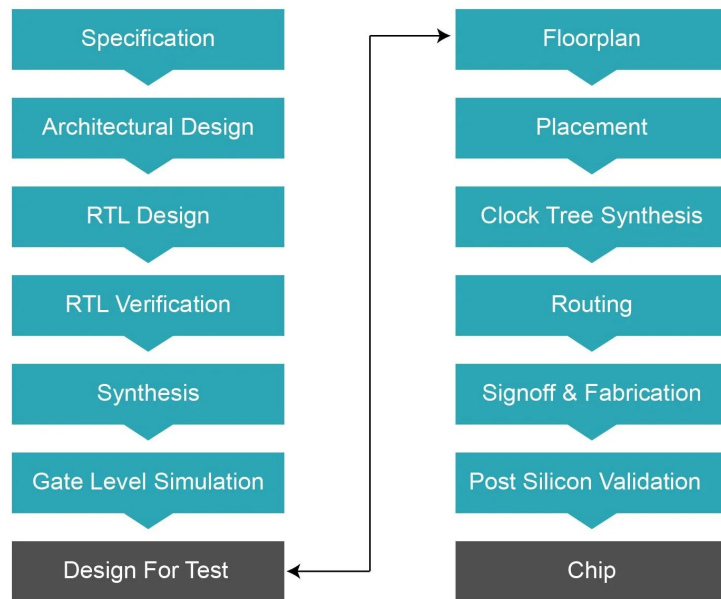 Specification
Architectural Design
RTL Design
RTL Verification
Synthesis
Gate Level Simulation
Design For Test
Floorplan
Placement
Clock Tree Synthesis
Routing
Signoff & Fabrication
Post Silicon Validation
Chip